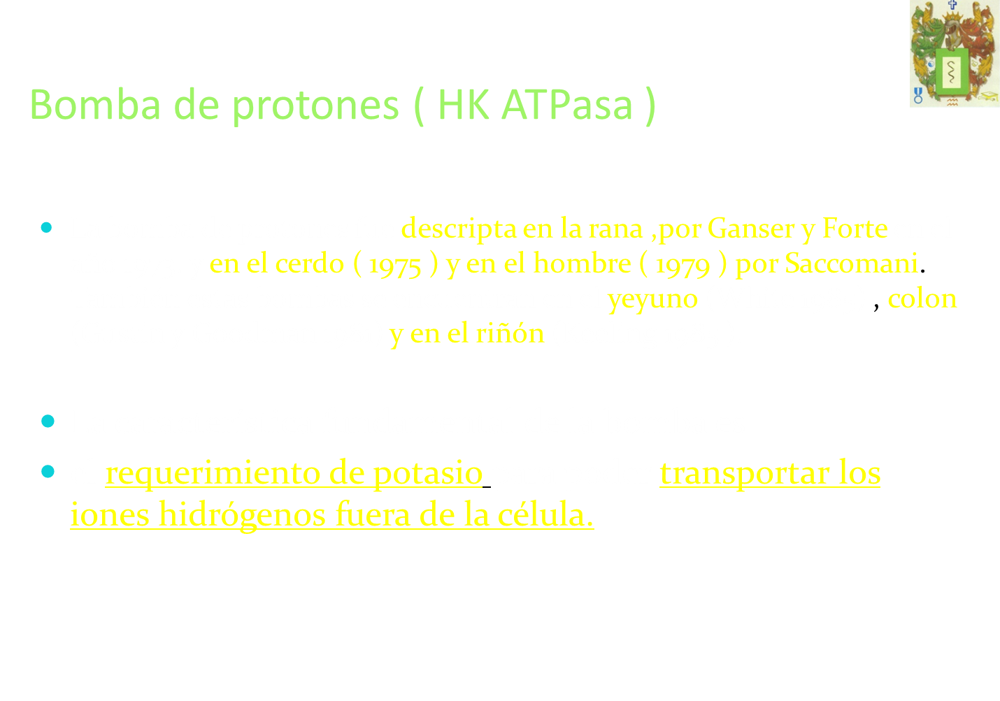 Bomba de protones ( HK ATPasa )
descripta en la rana ,por Ganser y Forte
en el cerdo ( 1975 ) y en el hombre ( 1979 ) por Saccomani.
yeyuno , colon
y en el riñón
requerimiento de potasio transportar los
iones hidrógenos fuera de la célula.